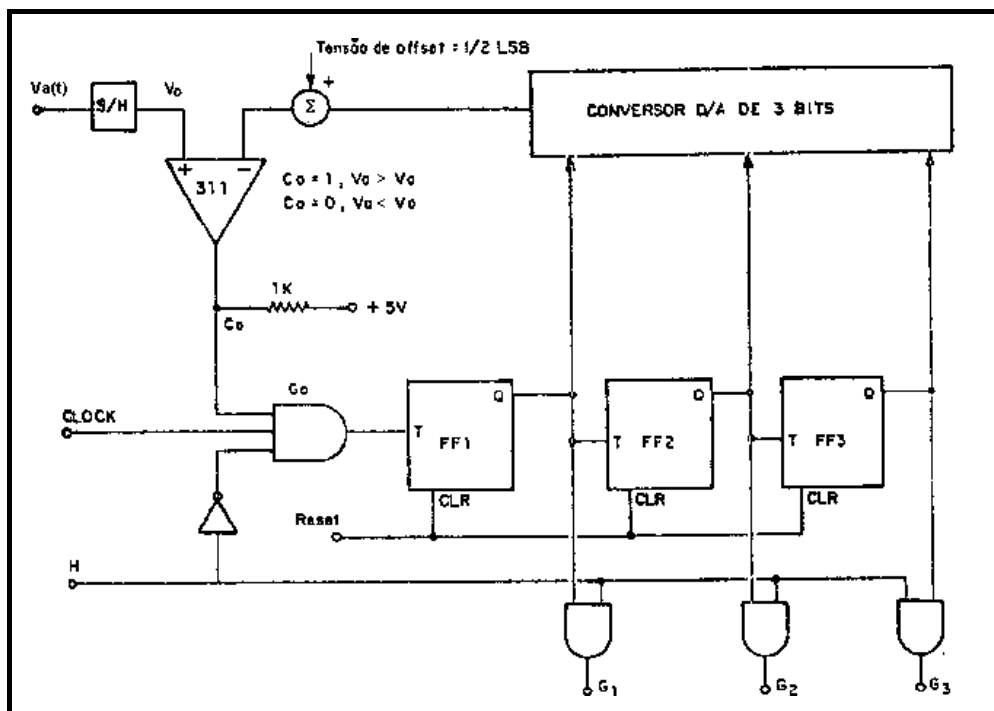 Tensão de offset = 1/2 LSB
+
Va(t)
S/H
Vo
Σ
CONVERSOR D/A DE 3 BITS
+
−
311
Co = 1, Va > Vo
Co = 0, Va < Vo
1K
+ 5V
Co
Go
CLOCK
T
FF1
Q
CLR
T
FF2
Q
CLR
T
FF3
Q
CLR
Reset
H
G1
G2
G3